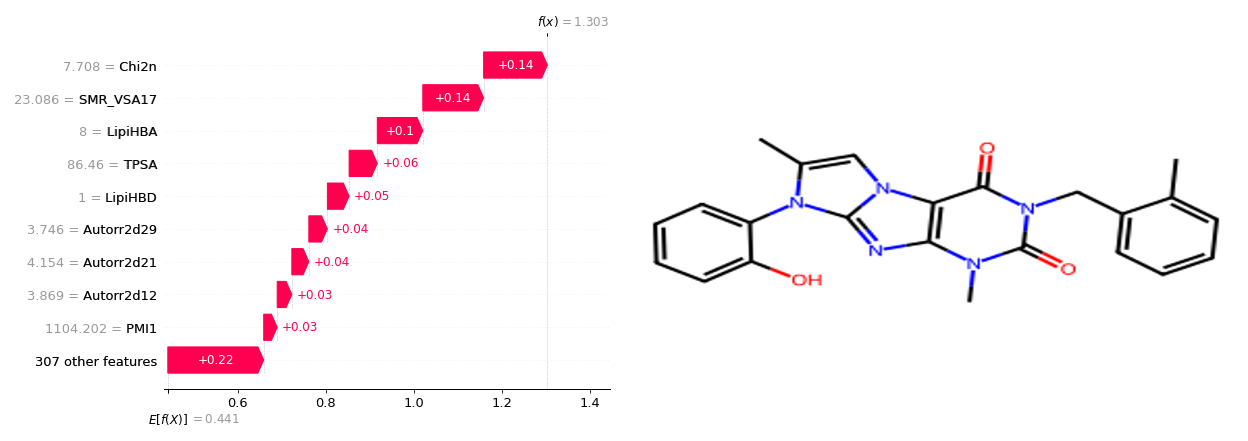 f(x) = 1.303
7.708 = Chi2n
+0.14
23.086 = SMR_VSA17
+0.14
8 = LipiHBA
+0.1
86.46 = TPSA
+0.06
1 = LipiHBD
+0.05
3.746 = Autorr2d29
+0.04
4.154 = Autorr2d21
+0.04
3.869 = Autorr2d12
+0.03
1104.202 = PMI1
+0.03
307 other features
+0.22
0.6 0.8 1.0 1.2 1.4
E[f(X)] = 0.441
O
N
N
N
N
N
O
OH